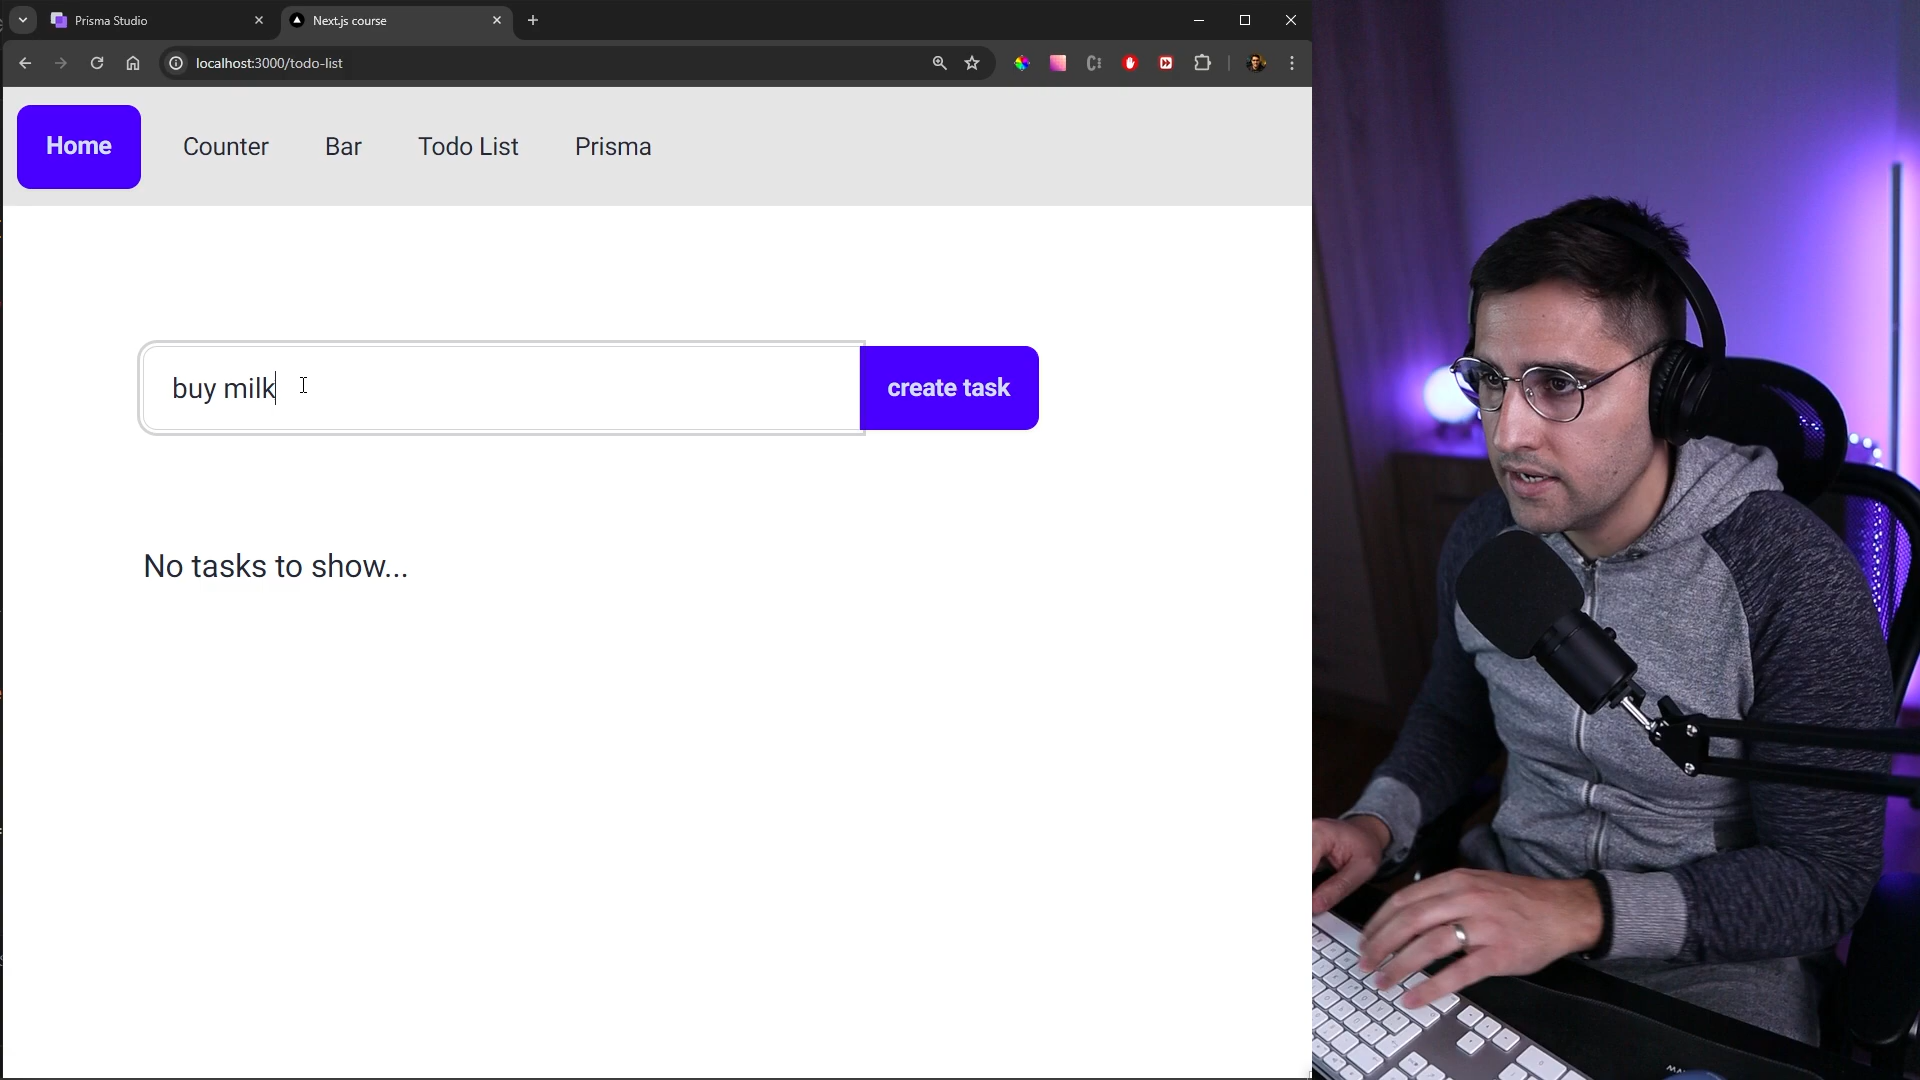 Prisma Studio
Next.js course
localhost:3000/todo-list
Home
Counter
Bar
Todo List
Prisma
buy milk
create task
No tasks to show...